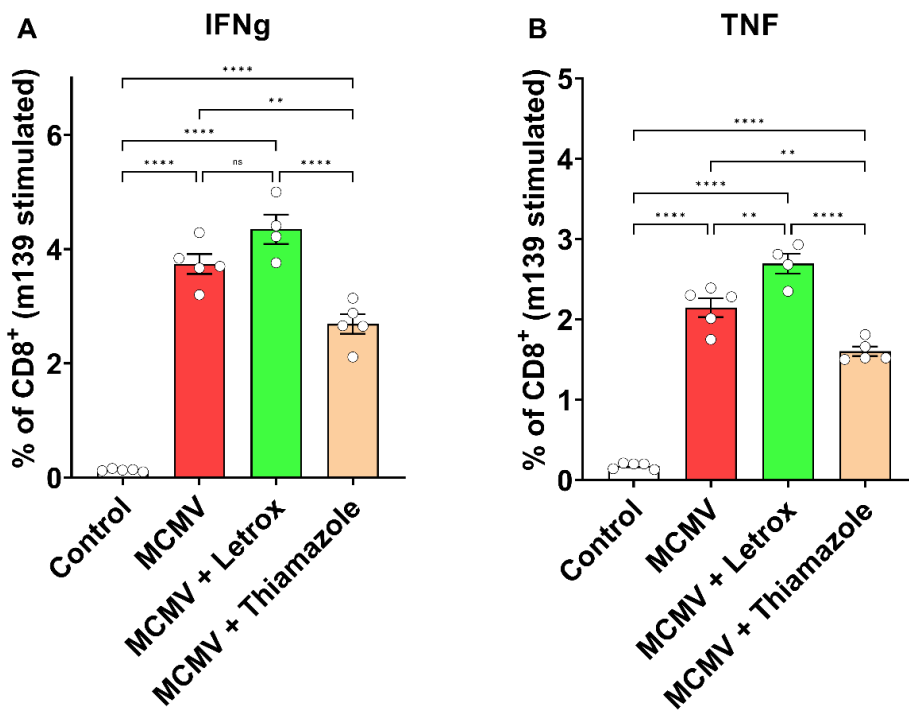 A
IFNg
% of CD8⁺ (m139 stimulated)
6
4
2
0
****
**
****
****
ns
****
Control
MCMV
MCMV + Letrox
MCMV + Thiamazole
B
TNF
% of CD8⁺ (m139 stimulated)
5
4
3
2
1
0
****
**
****
****
**
****
Control
MCMV
MCMV + Letrox
MCMV + Thiamazole